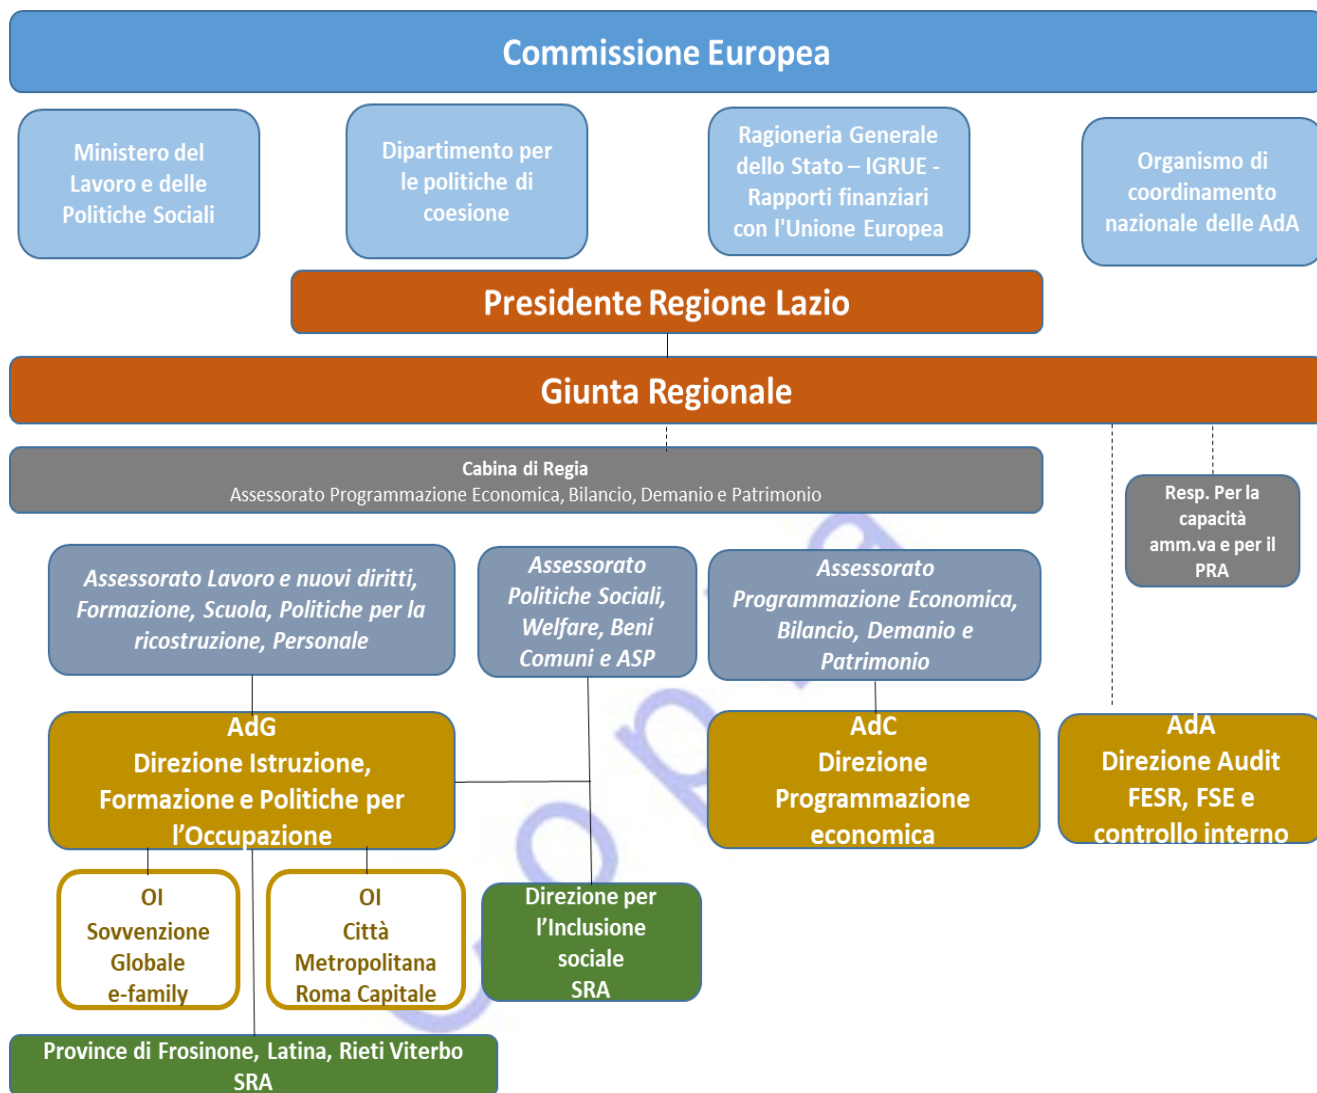 Commissione Europea
Ministero del
Lavoro e delle
Politiche Sociali
Dipartimento per
le politiche di
coesione
Ragioneria Generale
dello Stato – IGRUE -
Rapporti finanziari
con l'Unione Europea
Organismo di
coordinamento
nazionale delle AdA
Presidente Regione Lazio
Giunta Regionale
Cabina di Regia
Assessorato Programmazione Economica, Bilancio, Demanio e Patrimonio
Resp. Per la
capacità
amm.va e per il
PRA
Assessorato Lavoro e nuovi diritti,
Formazione, Scuola, Politiche per la
ricostruzione, Personale
Assessorato
Politiche Sociali,
Welfare, Beni
Comuni e ASP
Assessorato
Programmazione Economica,
Bilancio, Demanio e
Patrimonio
AdG
Direzione Istruzione,
Formazione e Politiche per
l’Occupazione
AdC
Direzione
Programmazione
economica
AdA
Direzione Audit
FESR, FSE e
controllo interno
OI
Sovvenzione
Globale
e-family
OI
Città
Metropolitana
Roma Capitale
Direzione per
l’Inclusione
sociale
SRA
Province di Frosinone, Latina, Rieti Viterbo
SRA
Copia